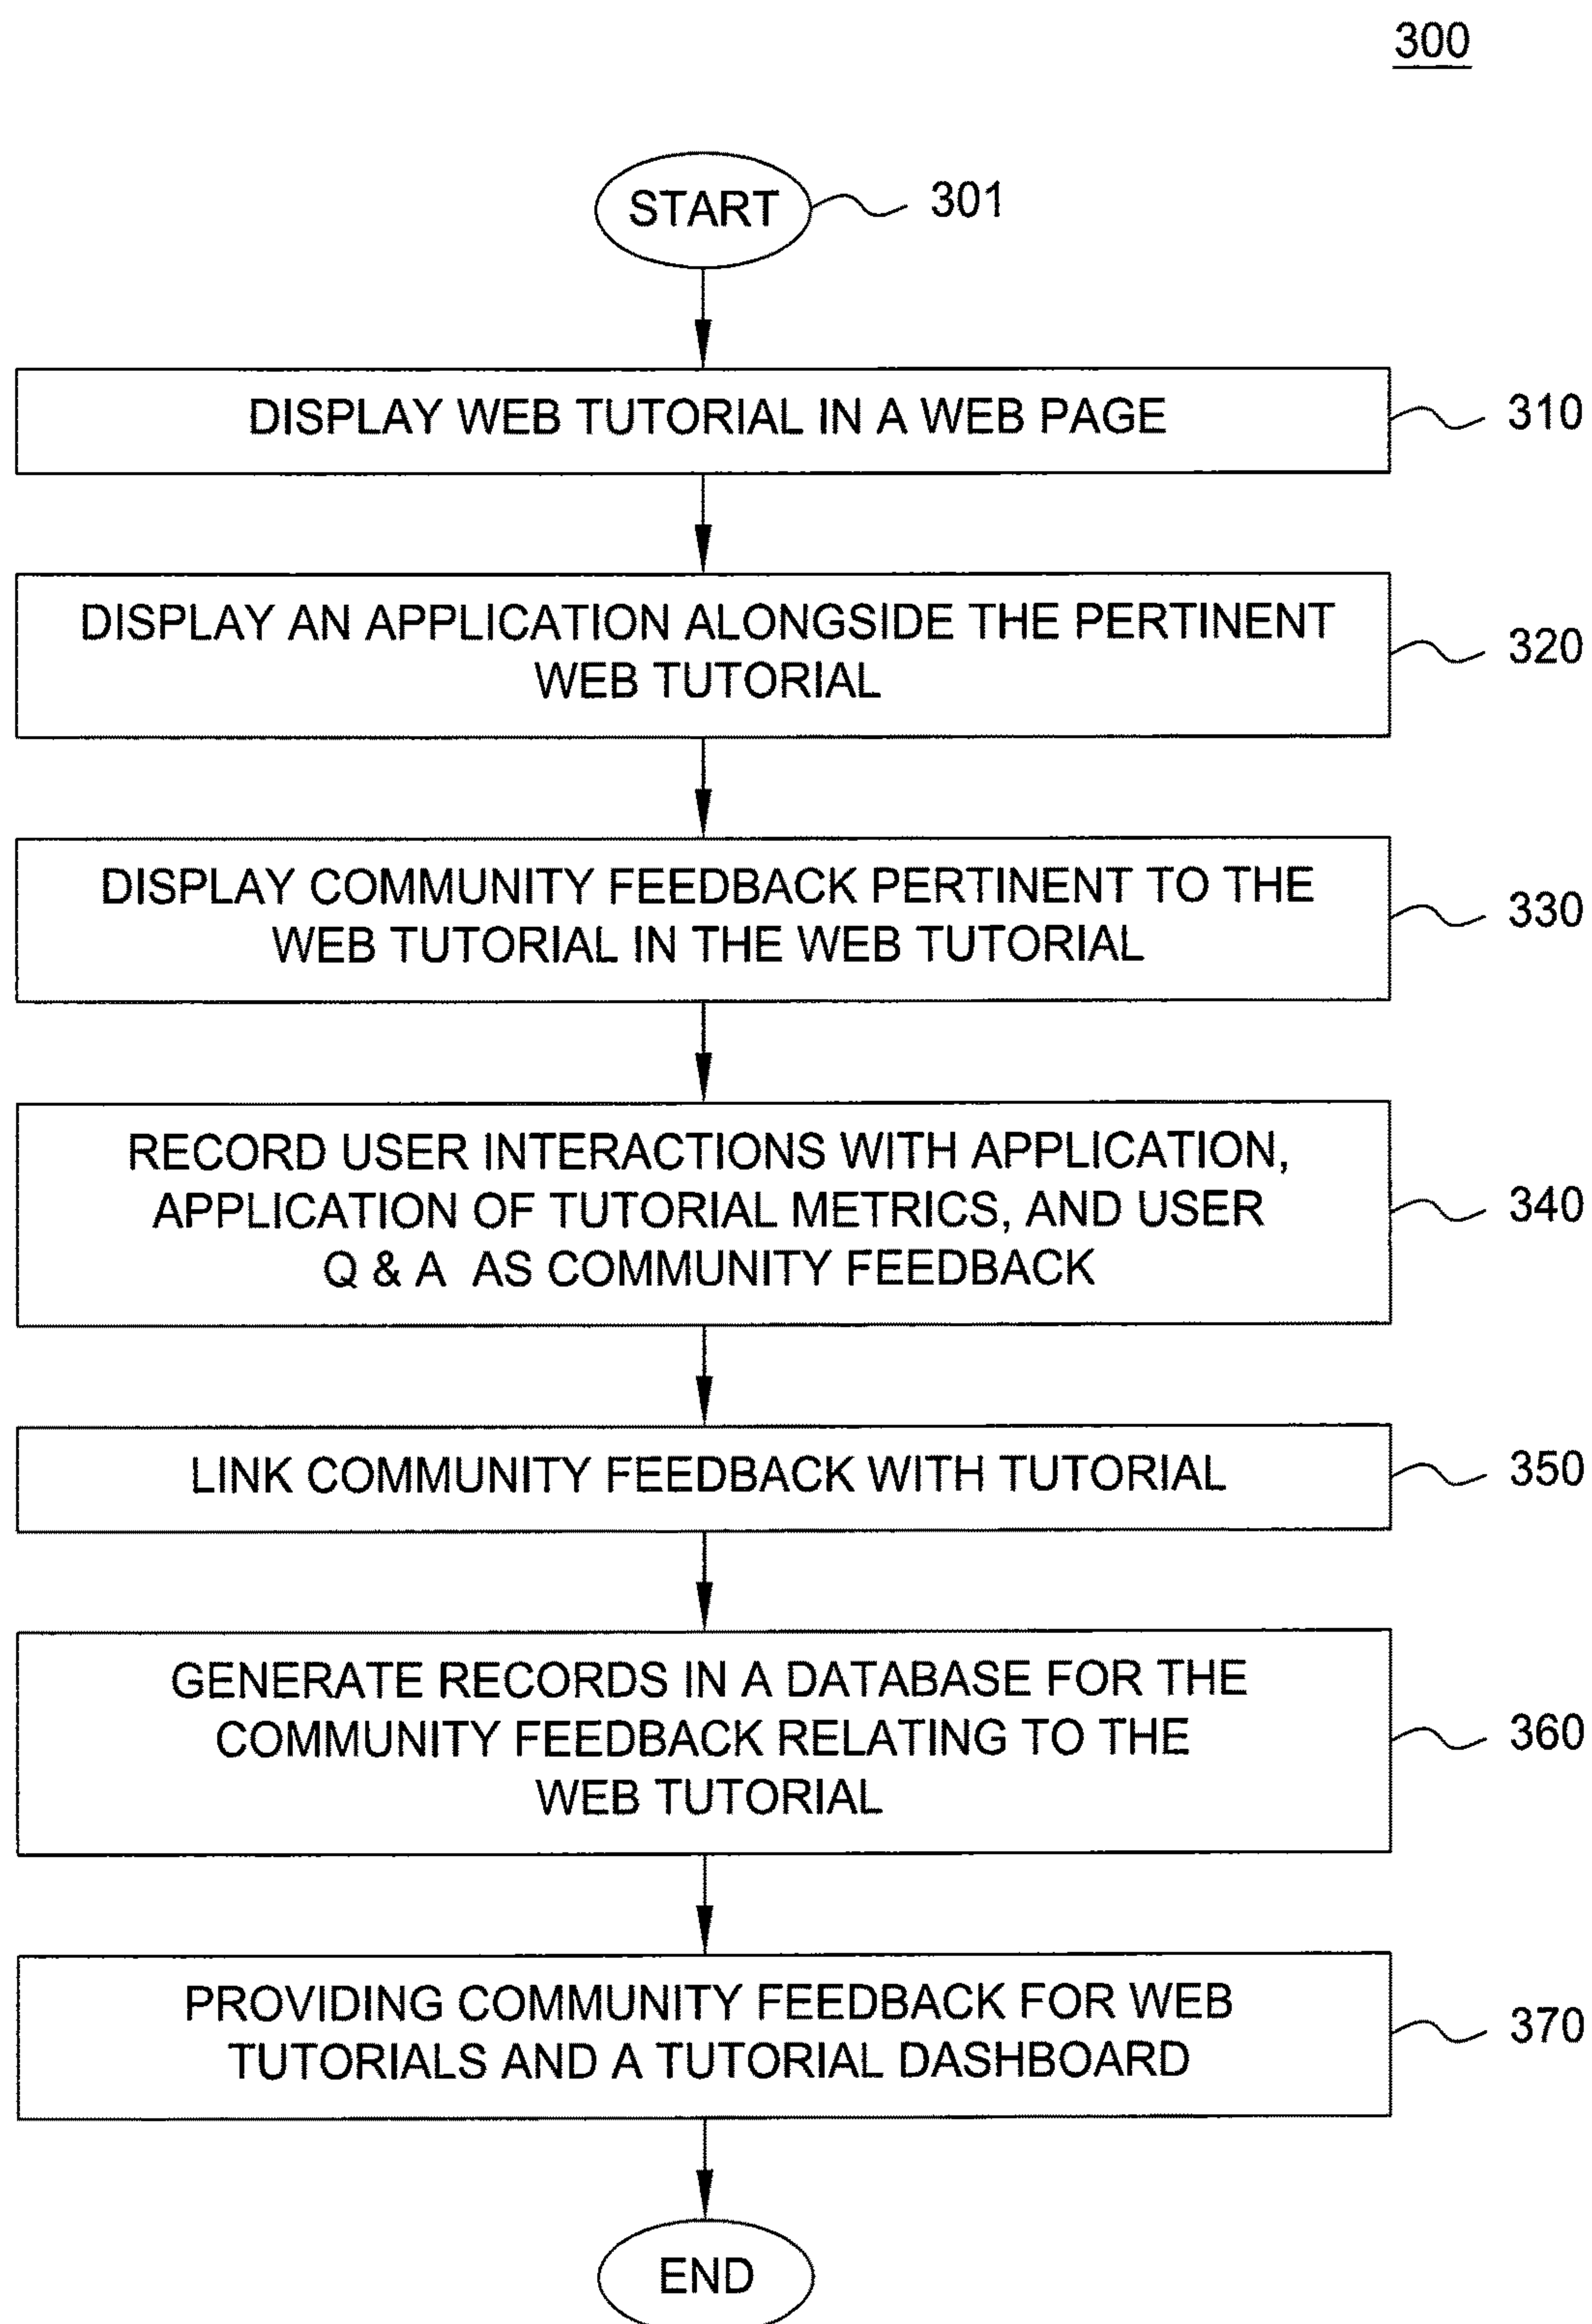 300
START
301
DISPLAY WEB TUTORIAL IN A WEB PAGE
310
DISPLAY AN APPLICATION ALONGSIDE THE PERTINENT
WEB TUTORIAL
320
DISPLAY COMMUNITY FEEDBACK PERTINENT TO THE
WEB TUTORIAL IN THE WEB TUTORIAL
330
RECORD USER INTERACTIONS WITH APPLICATION,
APPLICATION OF TUTORIAL METRICS, AND USER
Q & A AS COMMUNITY FEEDBACK
340
LINK COMMUNITY FEEDBACK WITH TUTORIAL
350
GENERATE RECORDS IN A DATABASE FOR THE
COMMUNITY FEEDBACK RELATING TO THE
WEB TUTORIAL
360
PROVIDING COMMUNITY FEEDBACK FOR WEB
TUTORIALS AND A TUTORIAL DASHBOARD
370
END